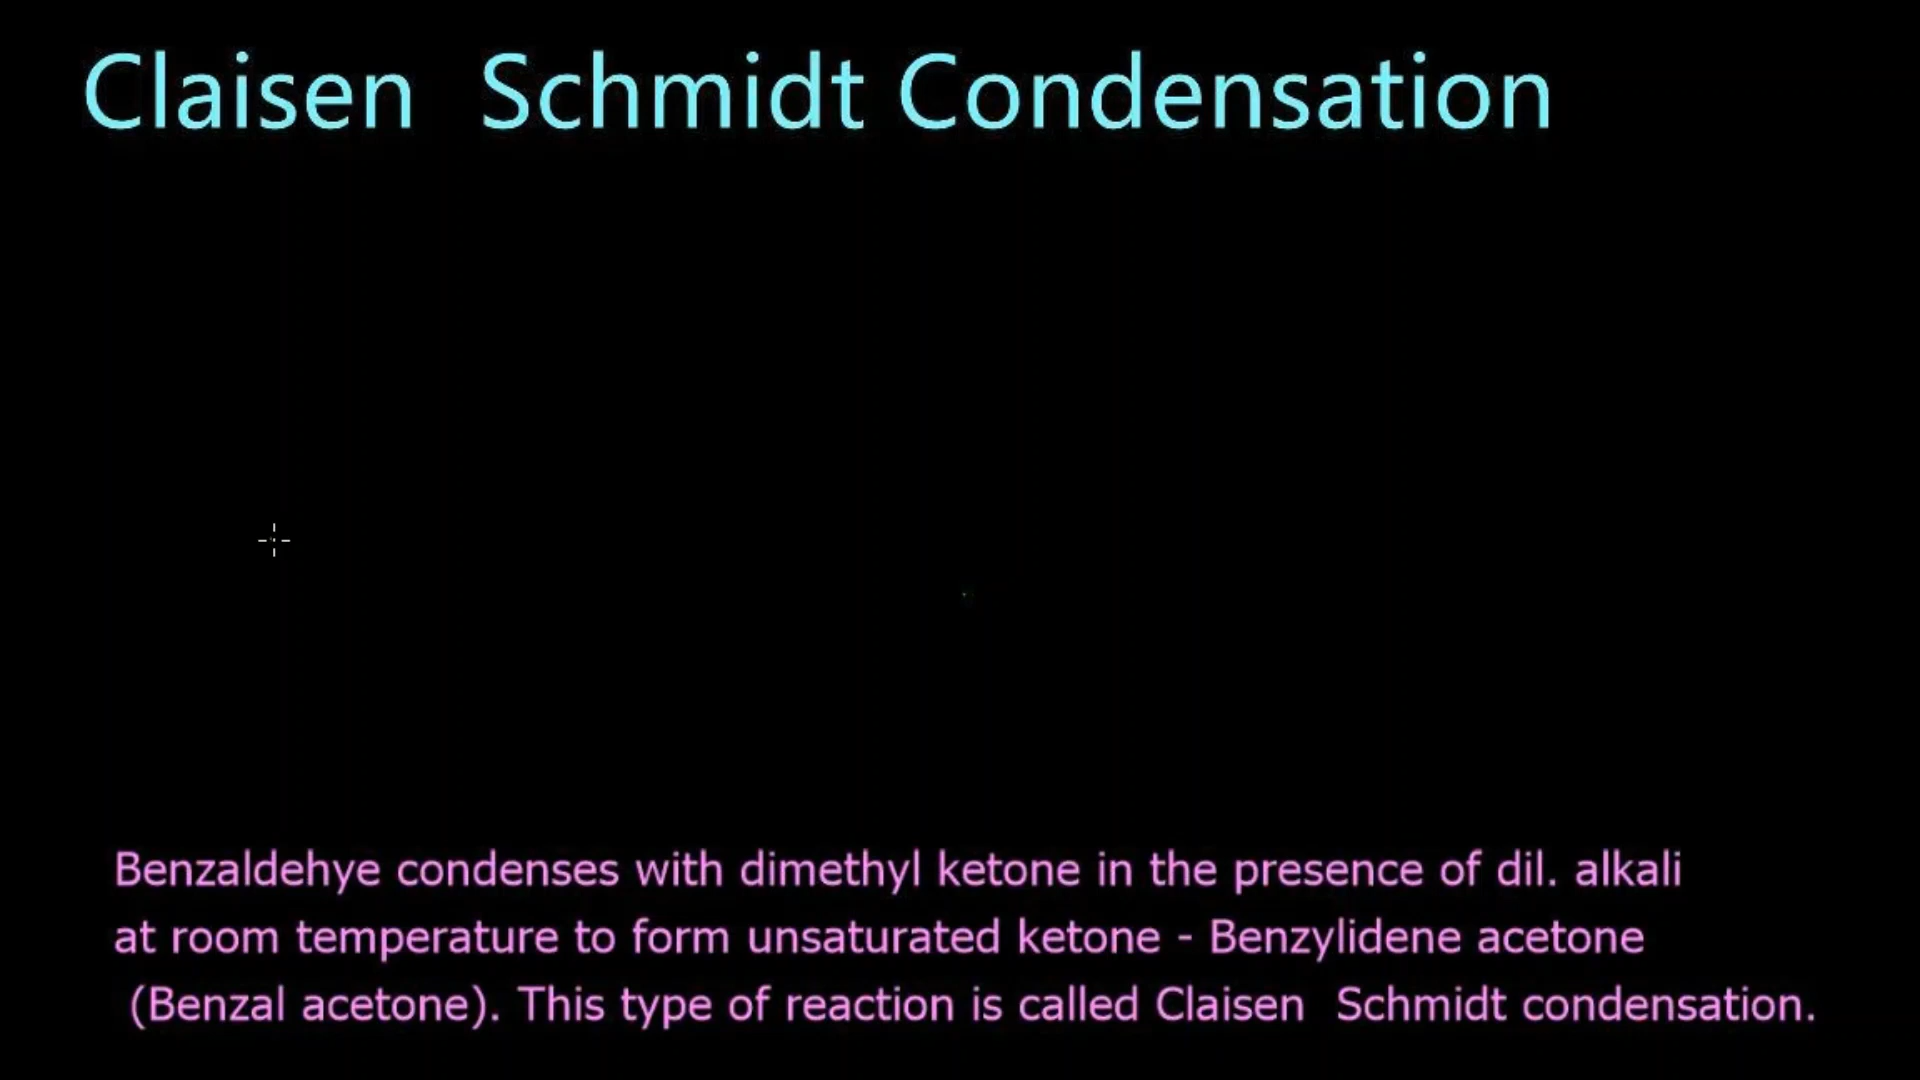 Claisen Schmidt Condensation
Benzaldehye condenses with dimethyl ketone in the presence of dil. alkali
at room temperature to form unsaturated ketone - Benzylidene acetone
(Benzal acetone). This type of reaction is called Claisen Schmidt condensation.